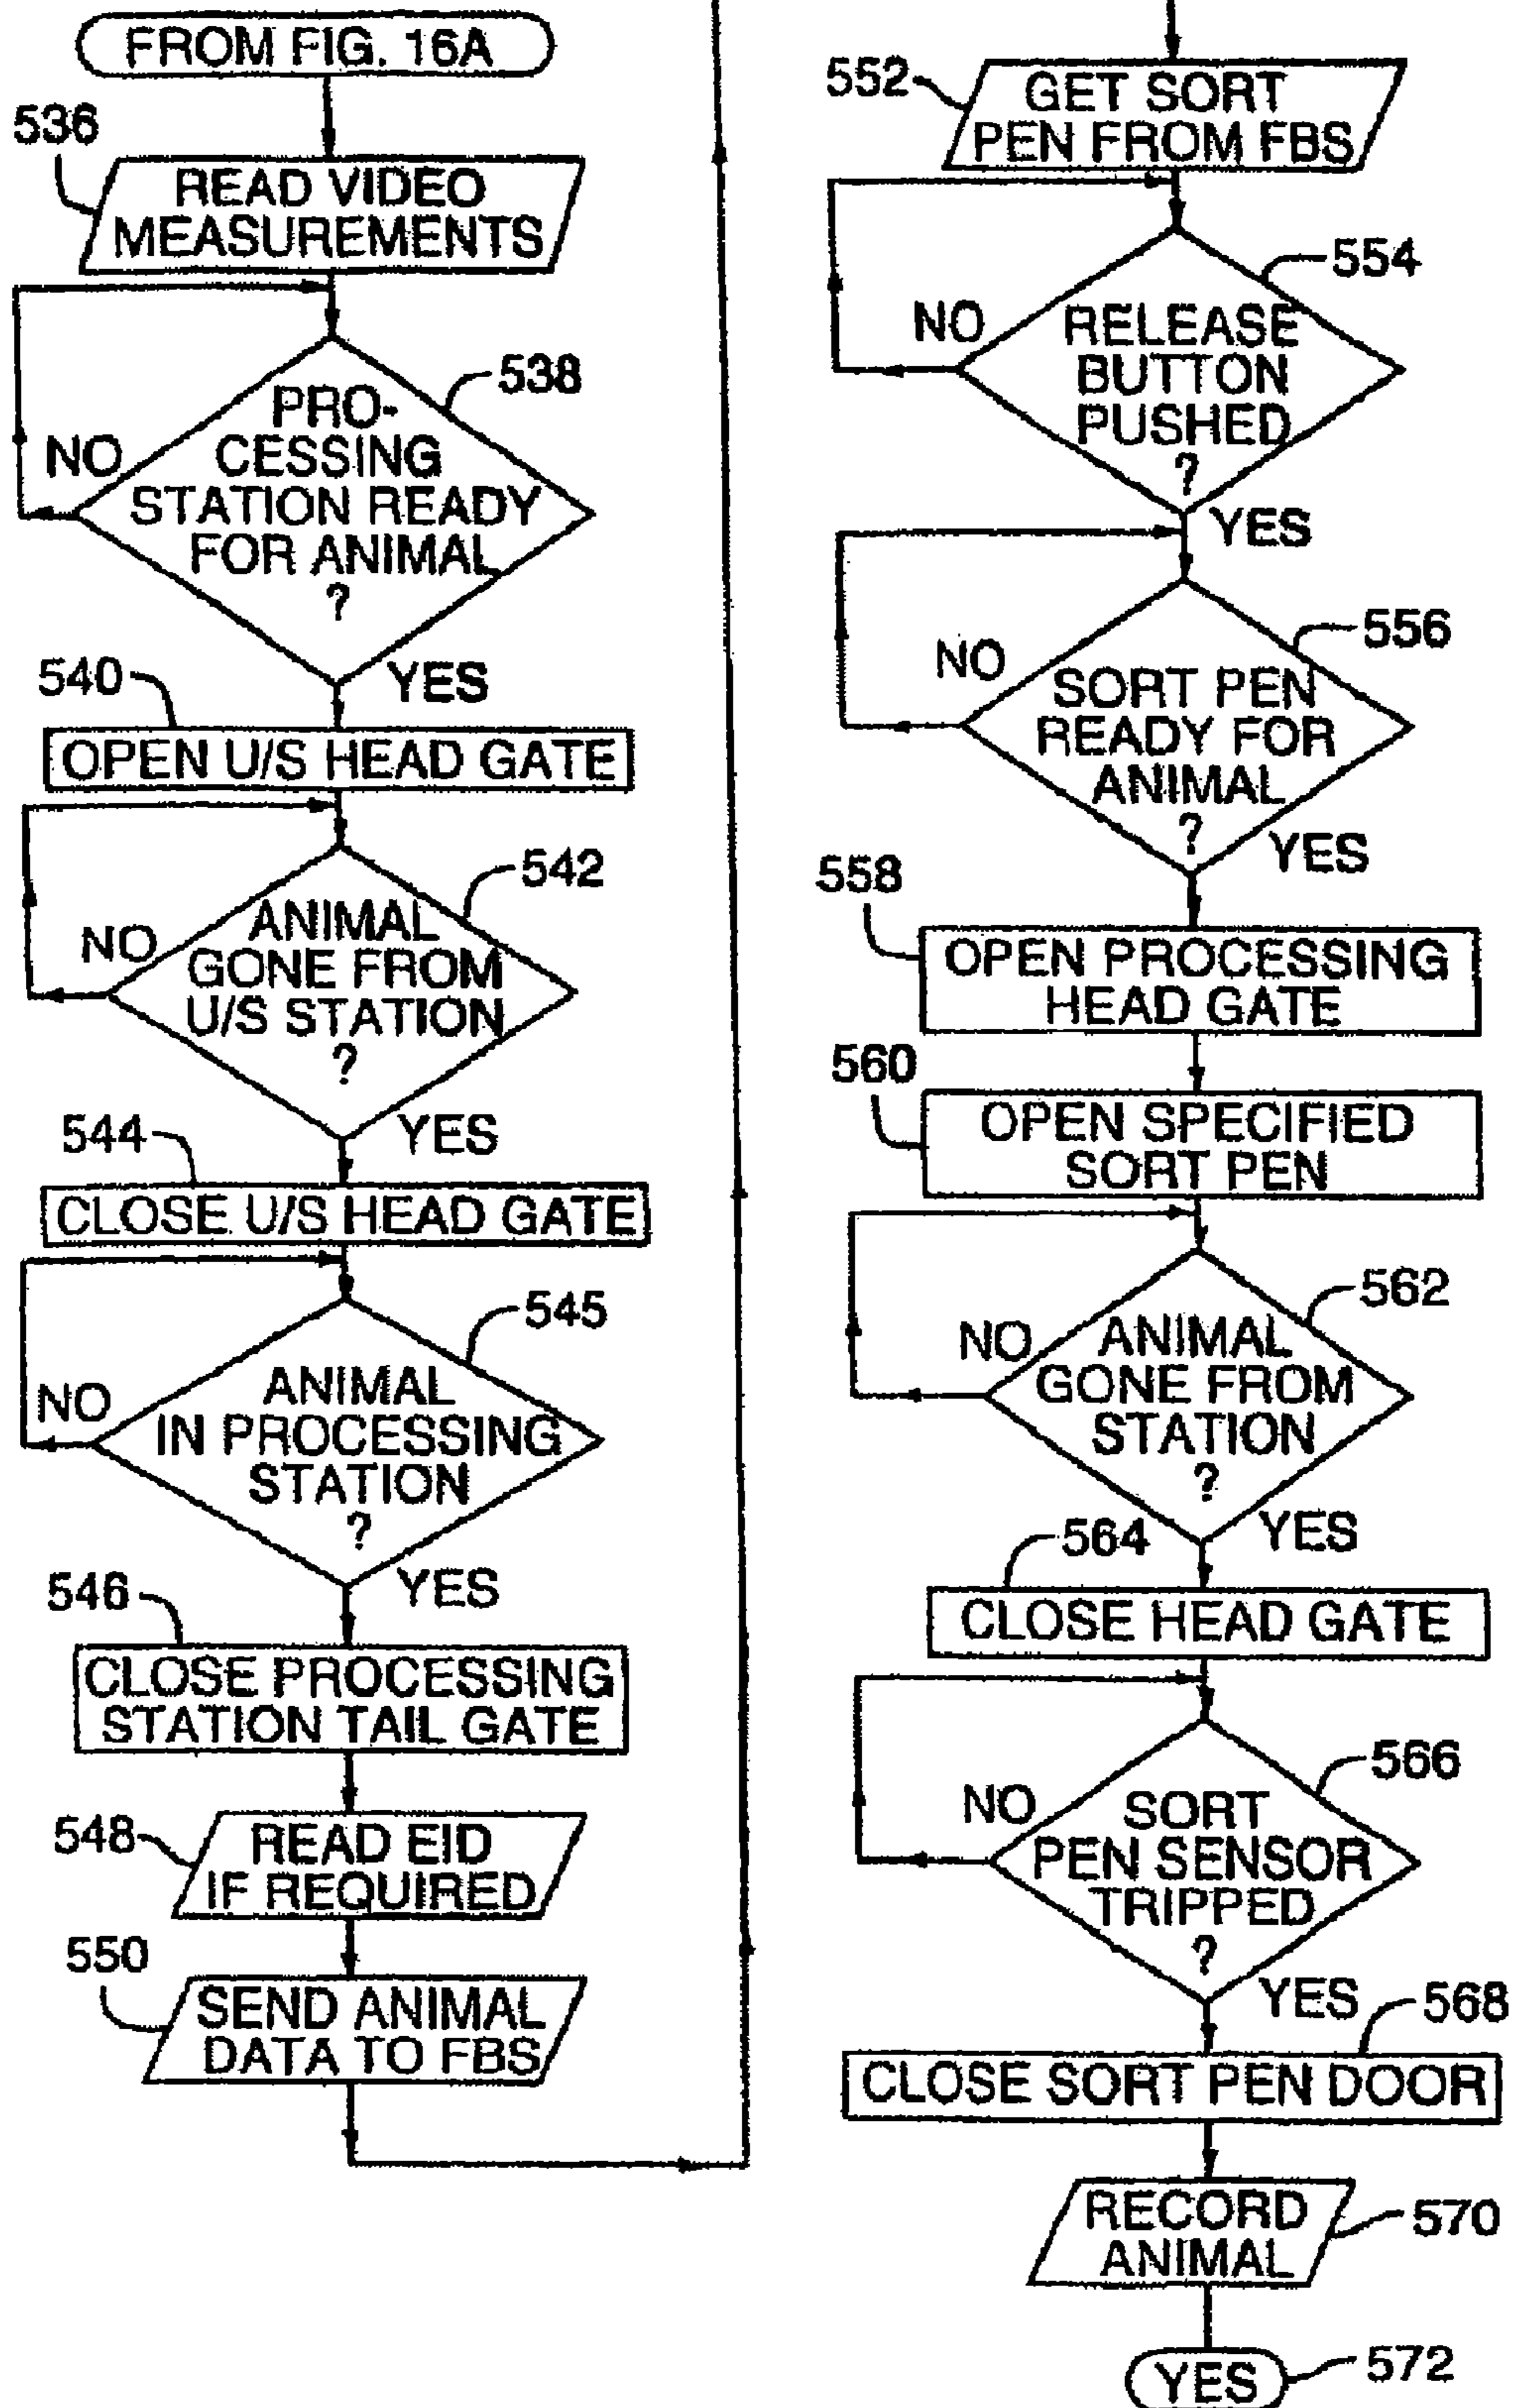 FROM FIG. 16A
536
READ VIDEO
MEASUREMENTS
538
PRO-
CESSING
STATION READY
FOR ANIMAL
?
NO
YES
540
OPEN U/S HEAD GATE
542
ANIMAL
GONE FROM
U/S STATION
?
NO
YES
544
CLOSE U/S HEAD GATE
545
ANIMAL
IN PROCESSING
STATION
?
NO
YES
546
CLOSE PROCESSING
STATION TAIL GATE
548
READ EID
IF REQUIRED
550
SEND ANIMAL
DATA TO FBS
552
GET SORT
PEN FROM FBS
554
RELEASE
BUTTON
PUSHED
?
NO
YES
556
SORT PEN
READY FOR
ANIMAL
?
NO
YES
558
OPEN PROCESSING
HEAD GATE
560
OPEN SPECIFIED
SORT PEN
562
ANIMAL
GONE FROM
STATION
?
NO
YES
564
CLOSE HEAD GATE
566
SORT
PEN SENSOR
TRIPPED
?
NO
YES
568
CLOSE SORT PEN DOOR
570
RECORD
ANIMAL
YES
572